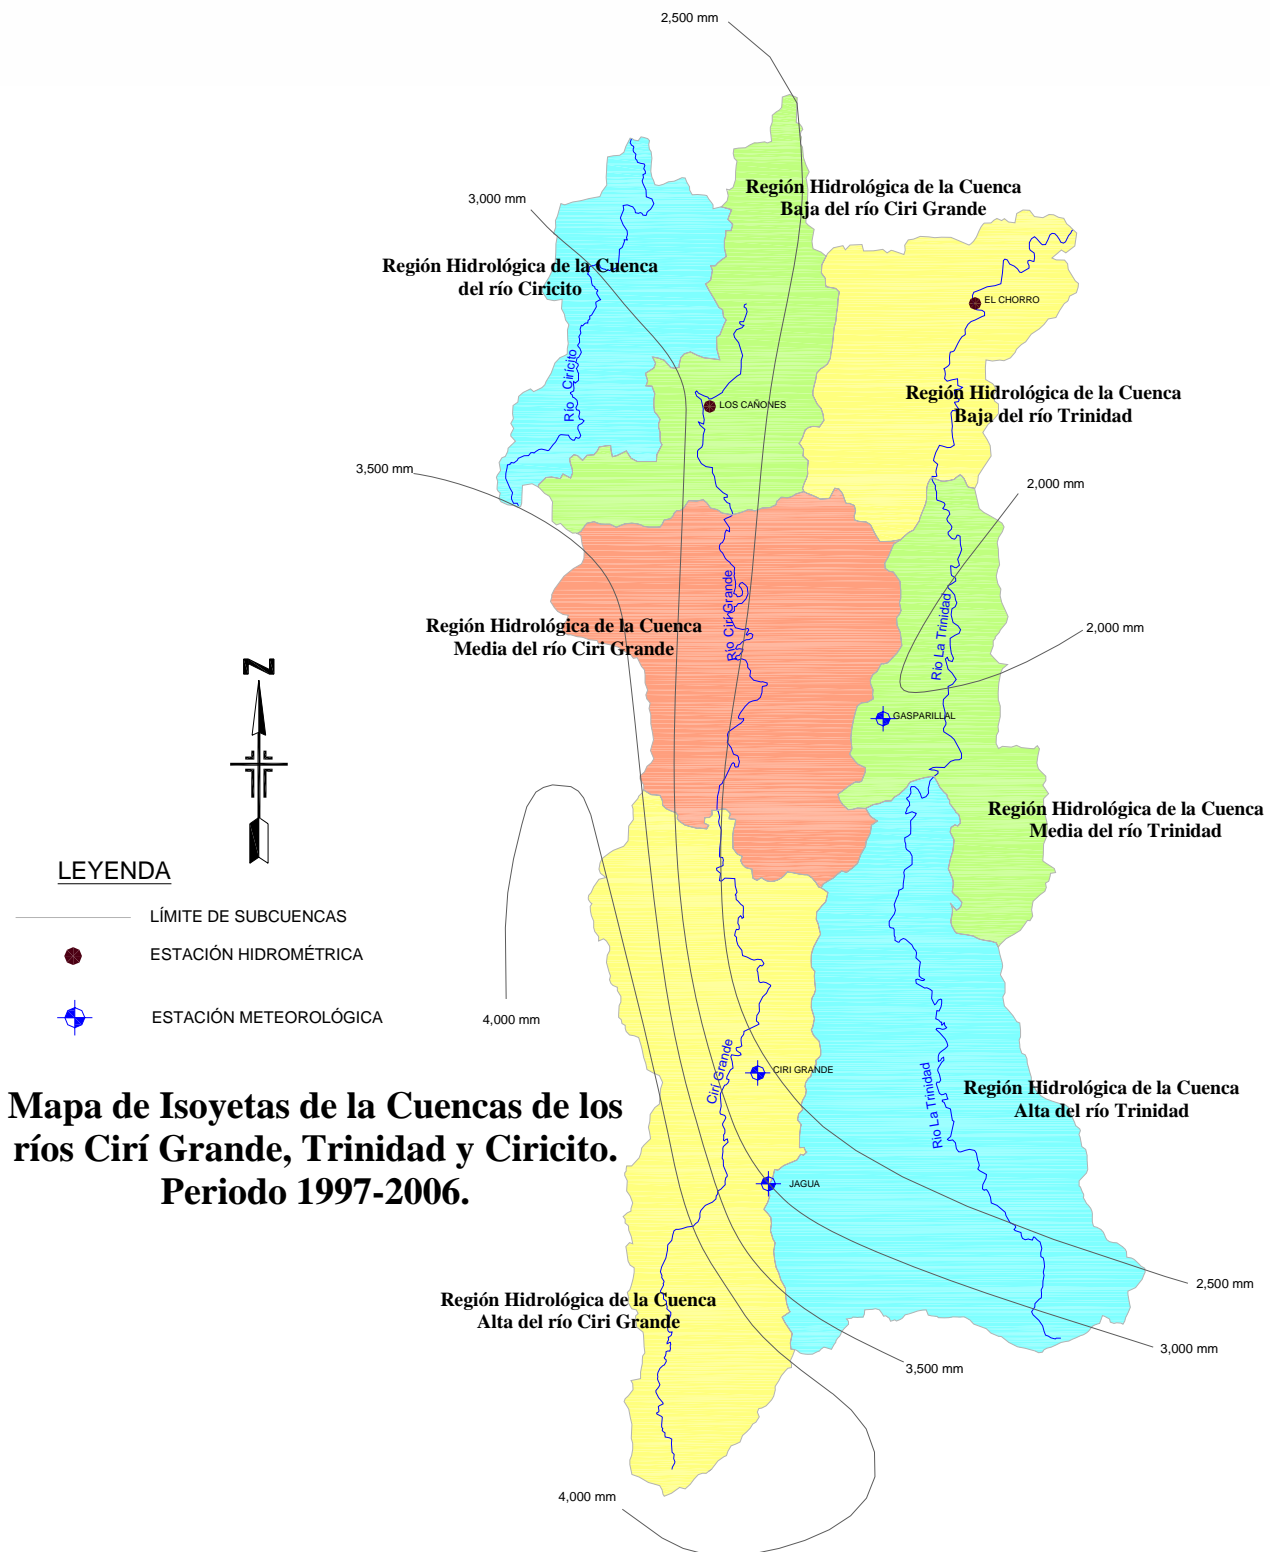 2,500 mm
Región Hidrológica de la Cuenca
Baja del río Ciri Grande
3,000 mm
Región Hidrológica de la Cuenca
del río Ciricito
EL CHORRO
Río Ciricito
LOS CAÑONES
Región Hidrológica de la Cuenca
Baja del río Trinidad
3,500 mm
2,000 mm
Río Ciri Grande
Rio La Trinidad
2,000 mm
Región Hidrológica de la Cuenca
Media del río Ciri Grande
N
GASPARILLAL
Región Hidrológica de la Cuenca
Media del río Trinidad
LEYENDA
LÍMITE DE SUBCUENCAS
ESTACIÓN HIDROMÉTRICA
ESTACIÓN METEOROLÓGICA
4,000 mm
Cirí Grande
CIRI GRANDE
Rio La Trinidad
Región Hidrológica de la Cuenca
Alta del río Trinidad
Mapa de Isoyetas de la Cuencas de los
ríos Cirí Grande, Trinidad y Ciricito.
Periodo 1997-2006.
JAGUA
2,500 mm
Región Hidrológica de la Cuenca
Alta del río Ciri Grande
3,000 mm
3,500 mm
4,000 mm